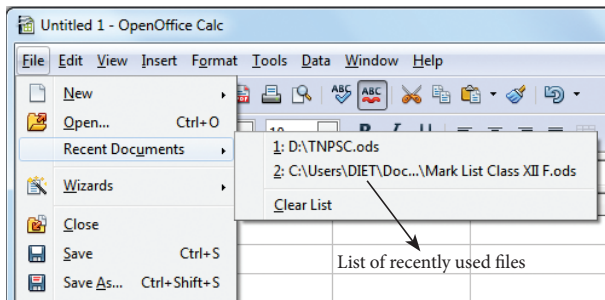 Untitled 1 - OpenOffice Calc
File Edit View Insert Format Tools Data Window Help
New
ABC ABC
Open... Ctrl+O
Recent Documents
1: D:\TNPSC.ods
2: C:\Users\DIET\Doc...\Mark List Class XII F.ods
Wizards
Clear List
Close
Save Ctrl+S
List of recently used files
Save As... Ctrl+Shift+S